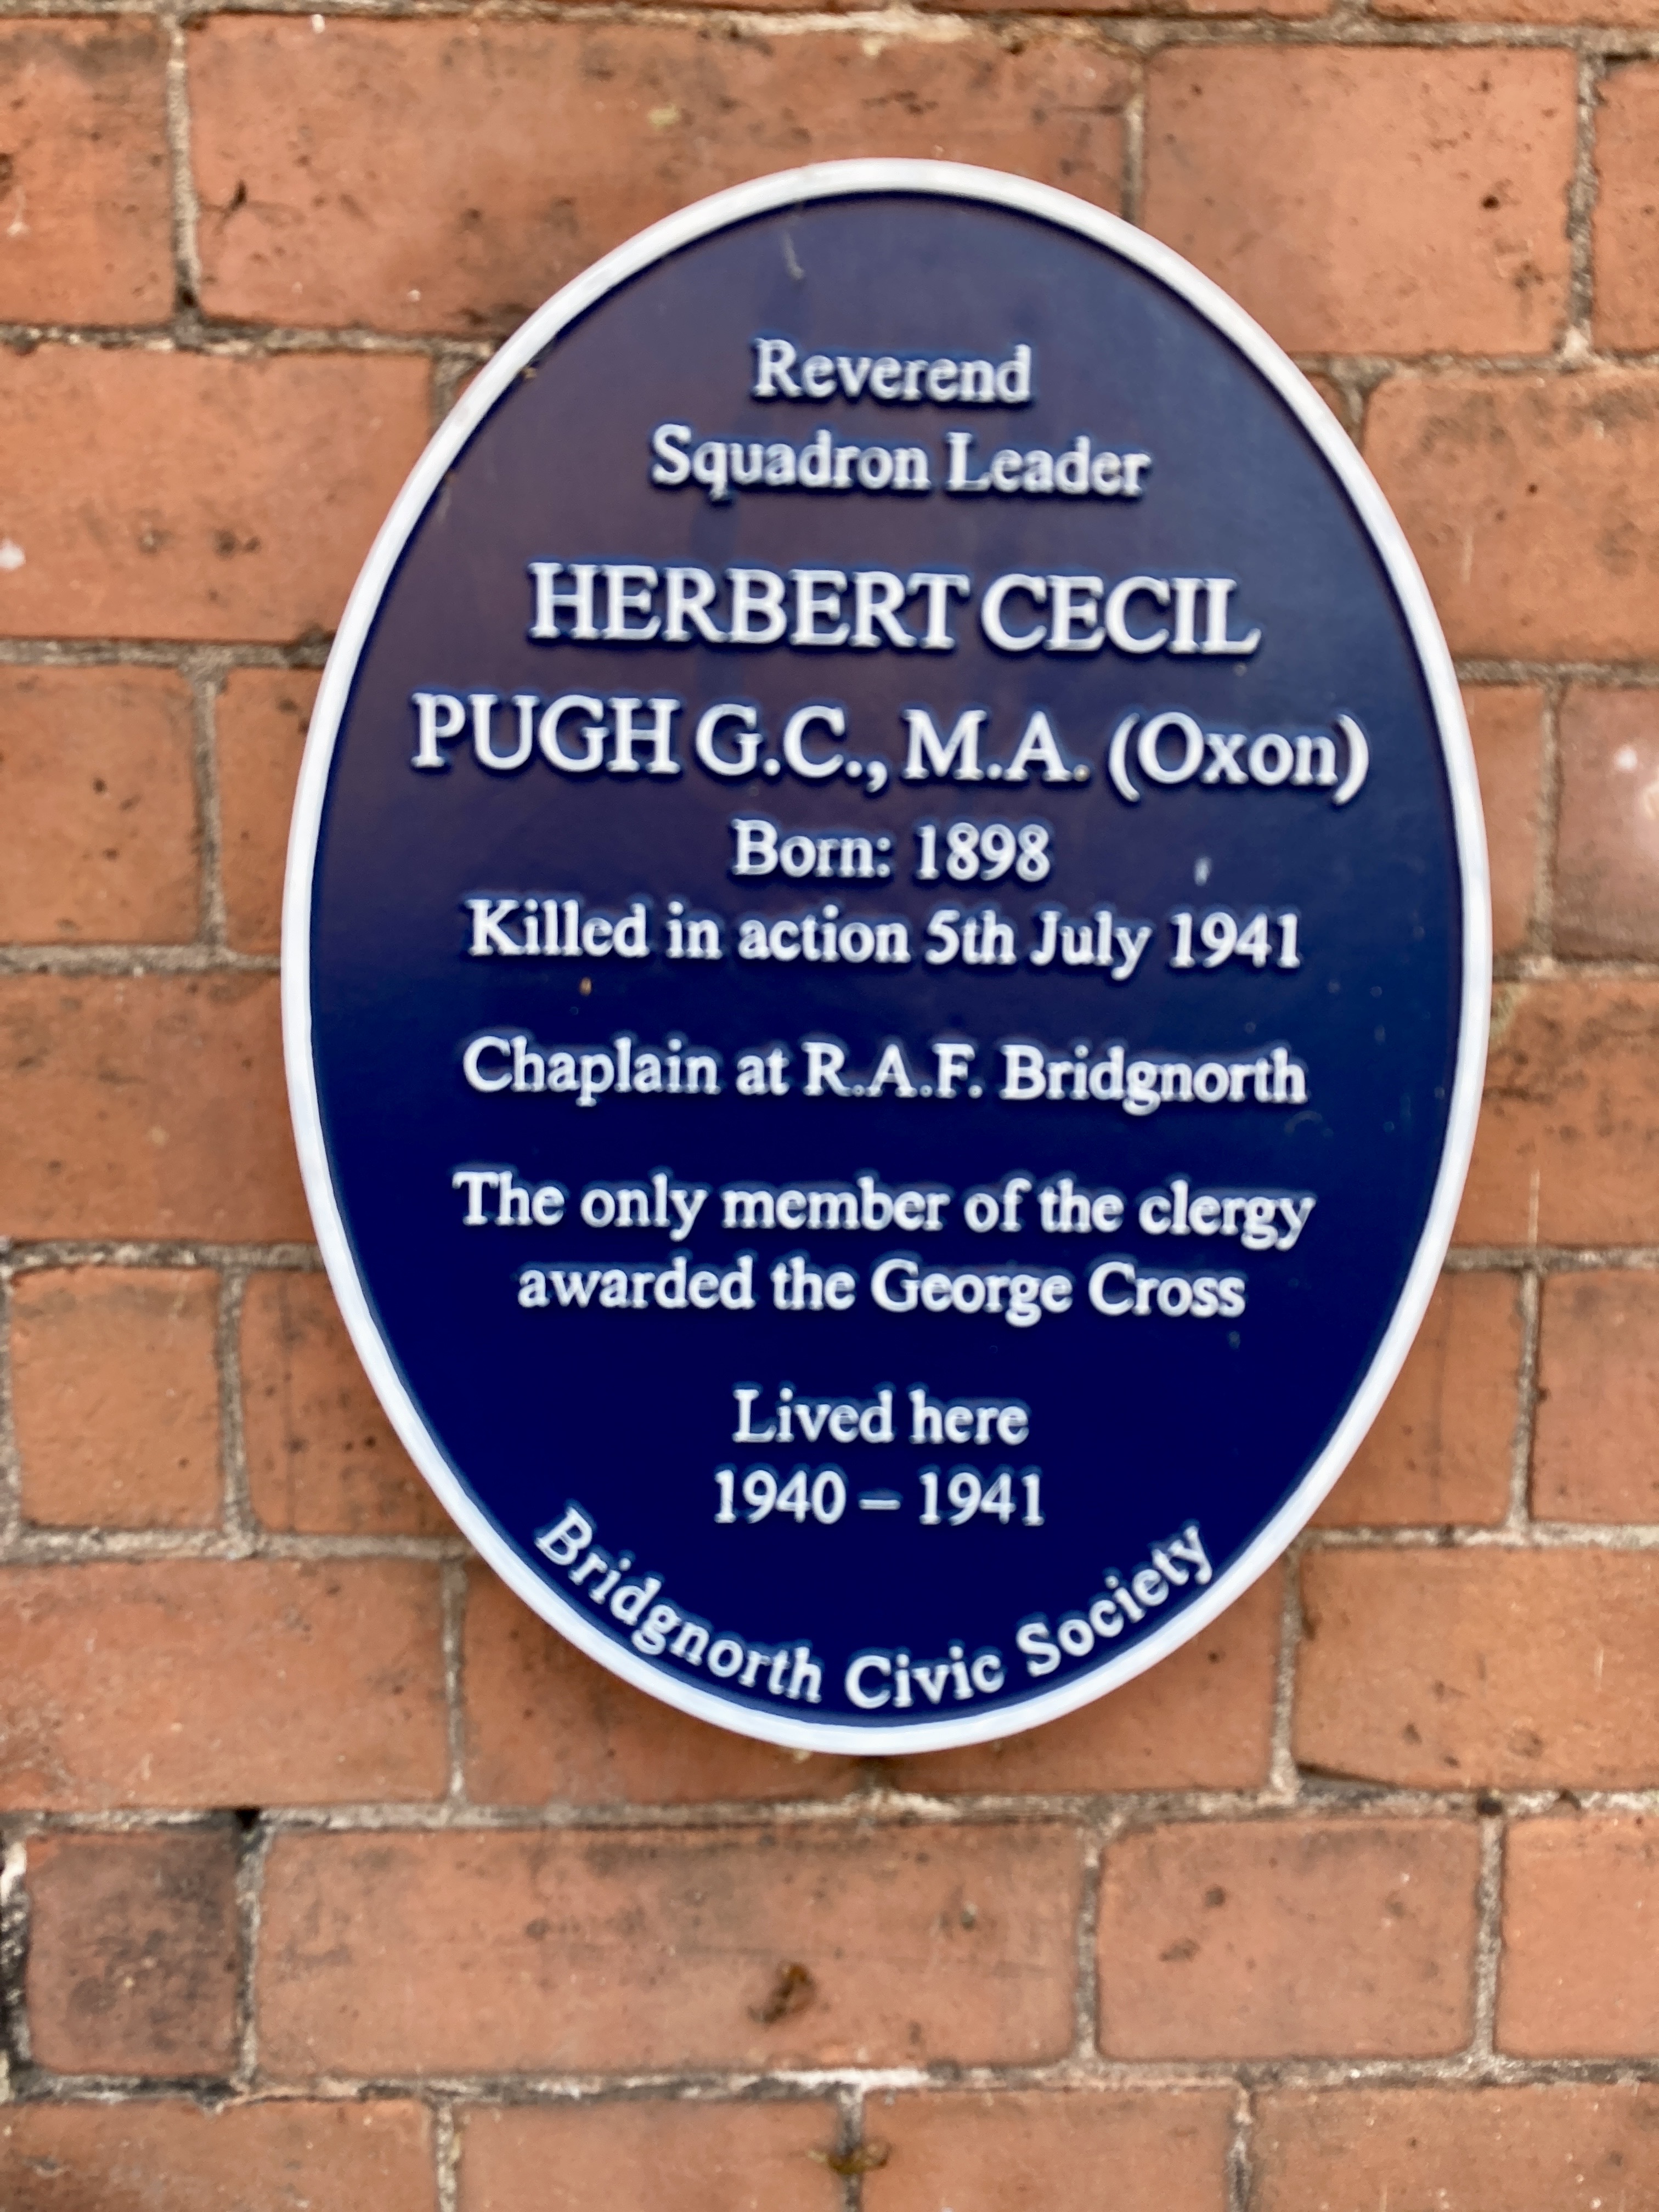 Reverend
Squadron Leader
HERBERT CECIL
PUGH G.C., M.A. (Oxon)
Born: 1898
Killed in action 5th July 1941
Chaplain at R.A.F. Bridgnorth
The only member of the clergy
awarded the George Cross
Lived here
1940 – 1941
Bridgnorth Civic Society